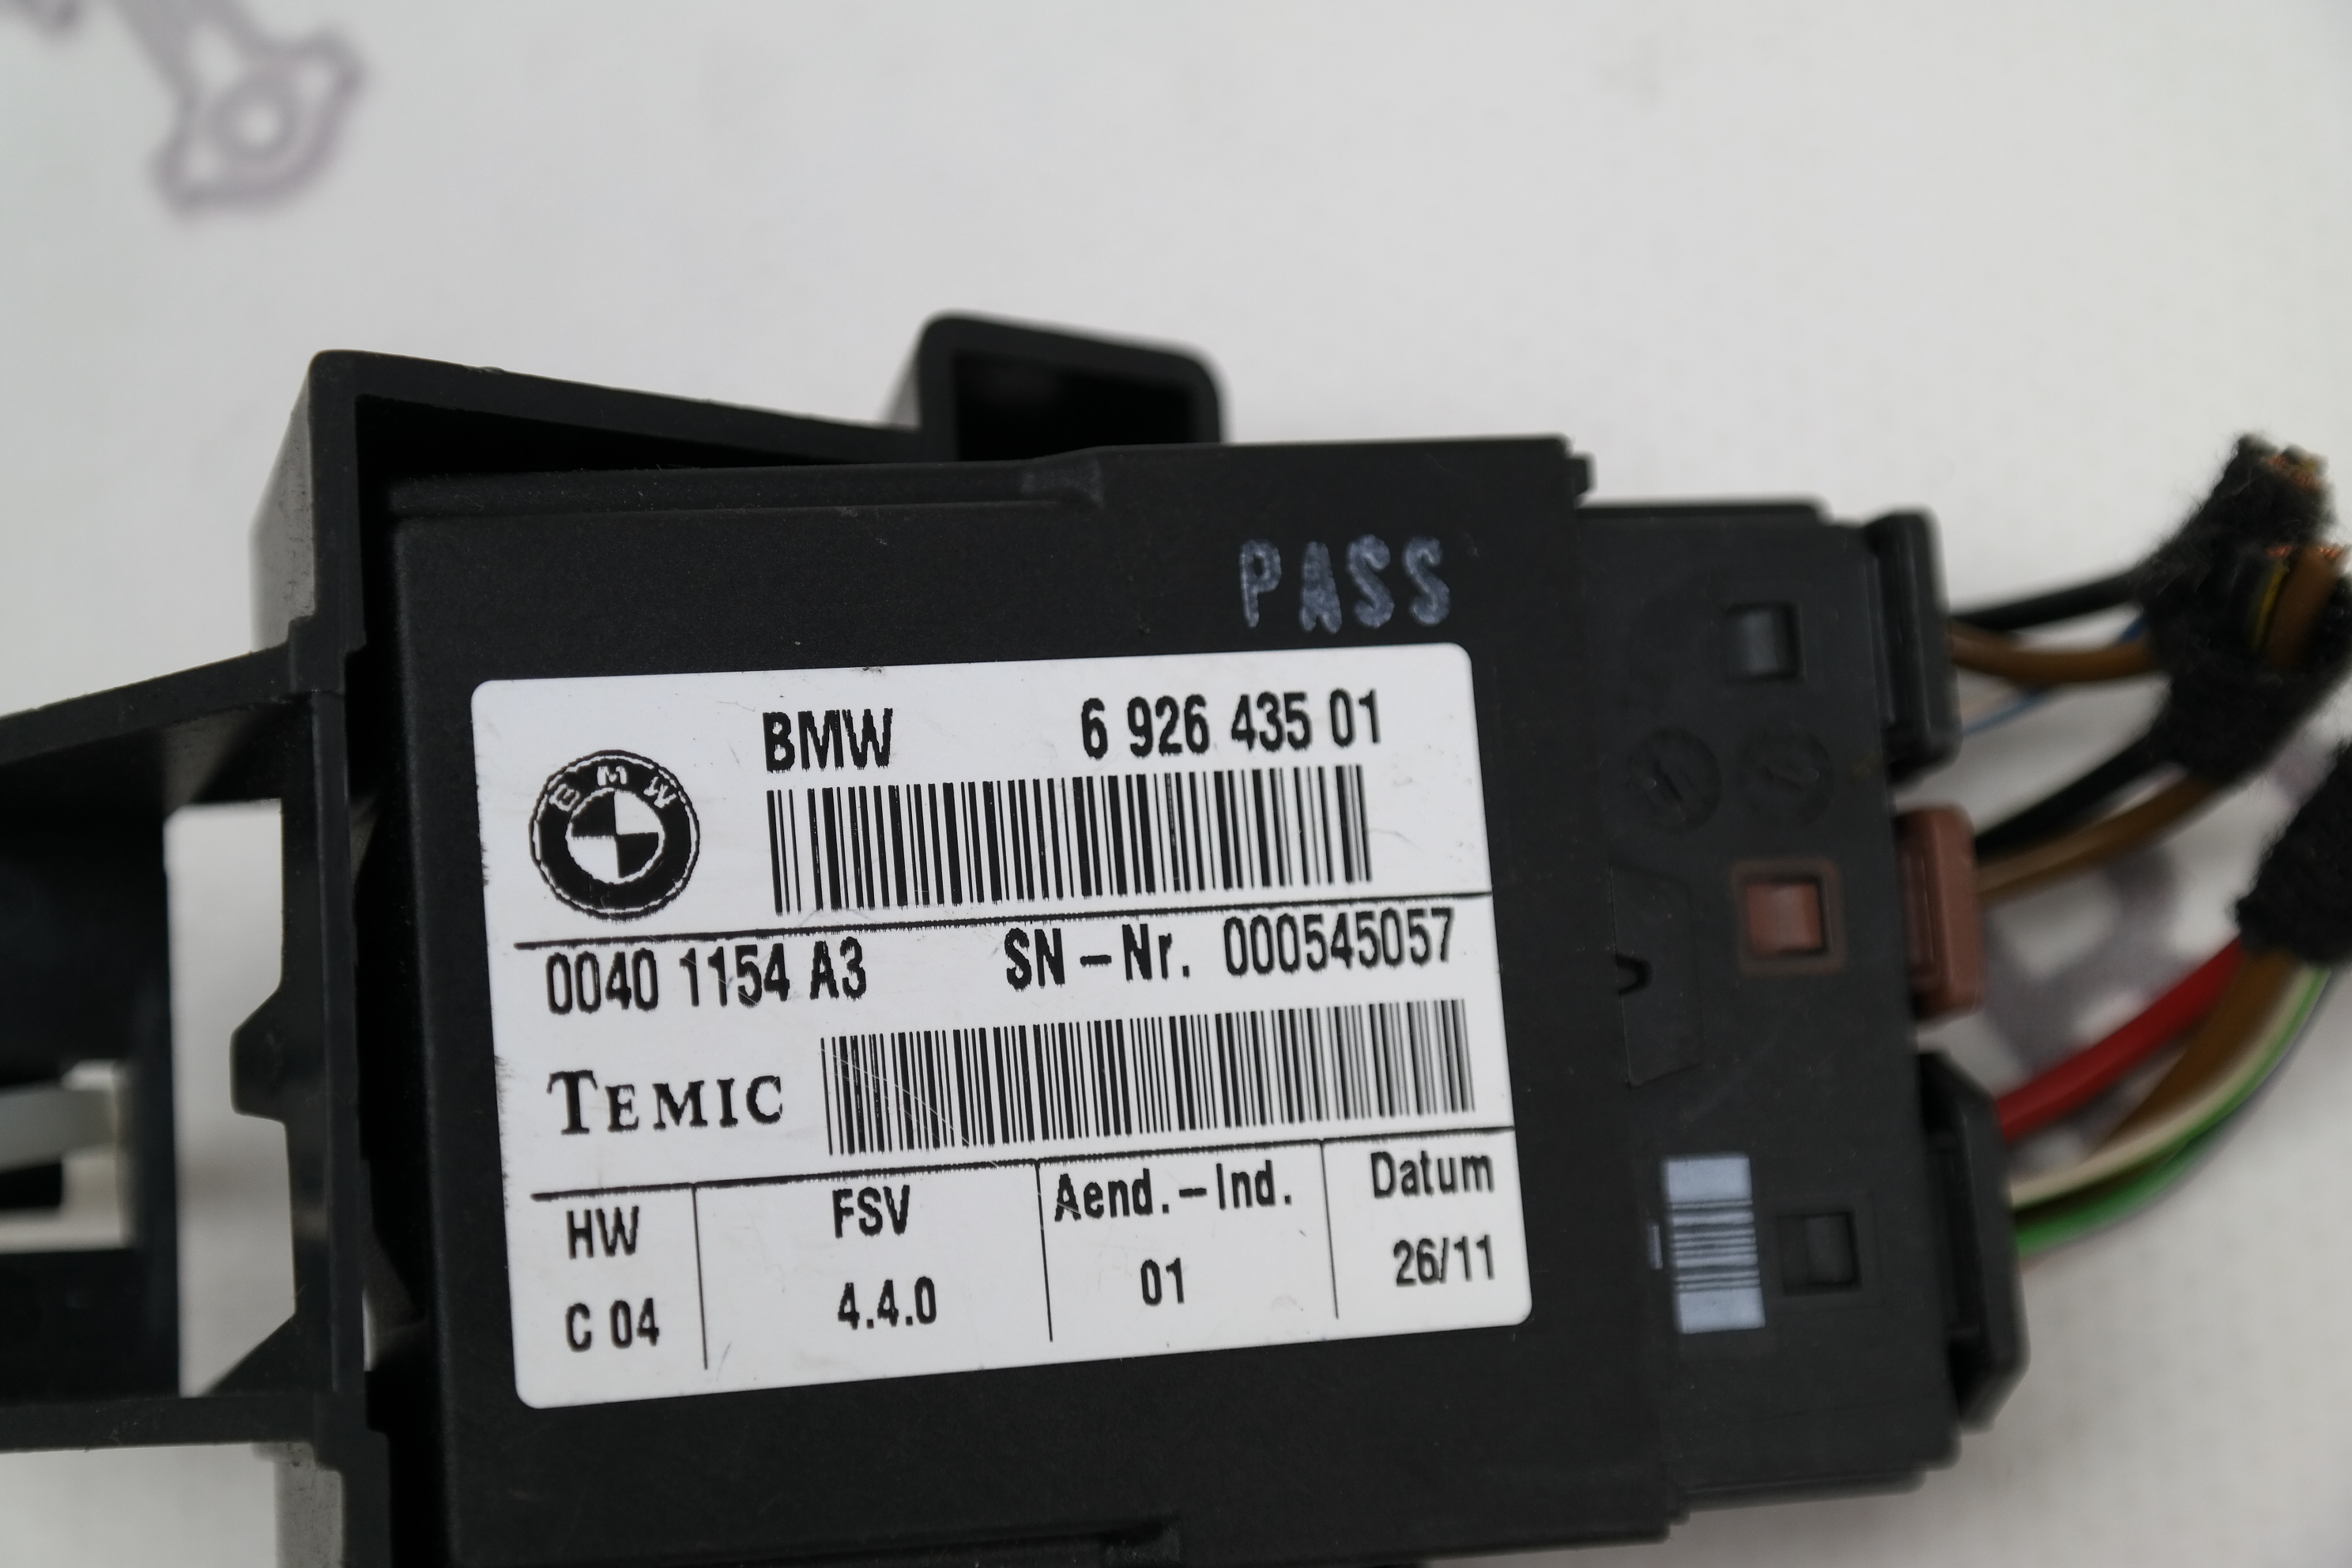 PASS
BMW 6 926 435 01
BMW
0040 1154 A3 SN-Nr. 000545057
TEMIC
HW FSV Aend.-Ind. Datum
C 04 4.4.0 01 26/11